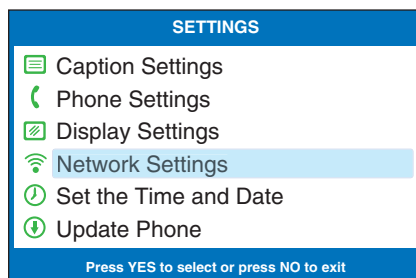 SETTINGS
Caption Settings
Phone Settings
Display Settings
Network Settings
Set the Time and Date
Update Phone
Press YES to select or press NO to exit